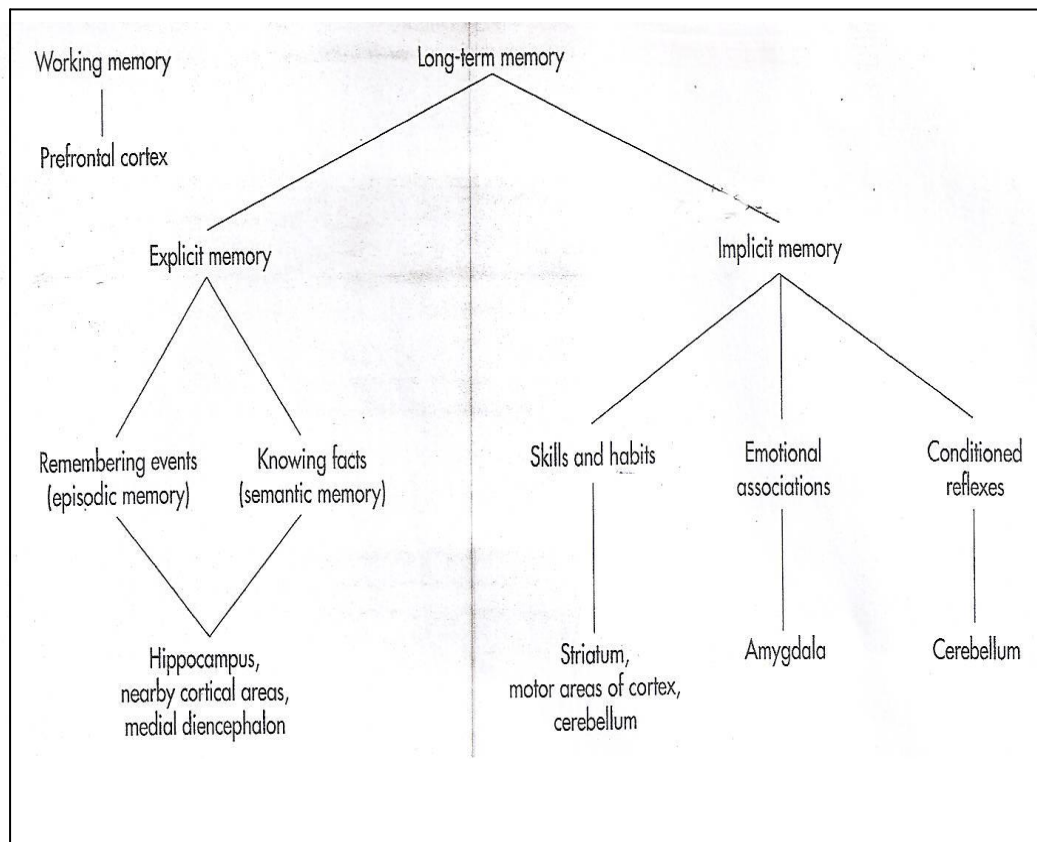 Working memory
Long-term memory
Prefrontal cortex
Explicit memory
Implicit memory
Remembering events
(episodic memory)
Knowing facts
(semantic memory)
Skills and habits
Emotional
associations
Conditioned
reflexes
Hippocampus,
nearby cortical areas,
medial diencephalon
Striatum,
motor areas of cortex,
cerebellum
Amygdala
Cerebellum